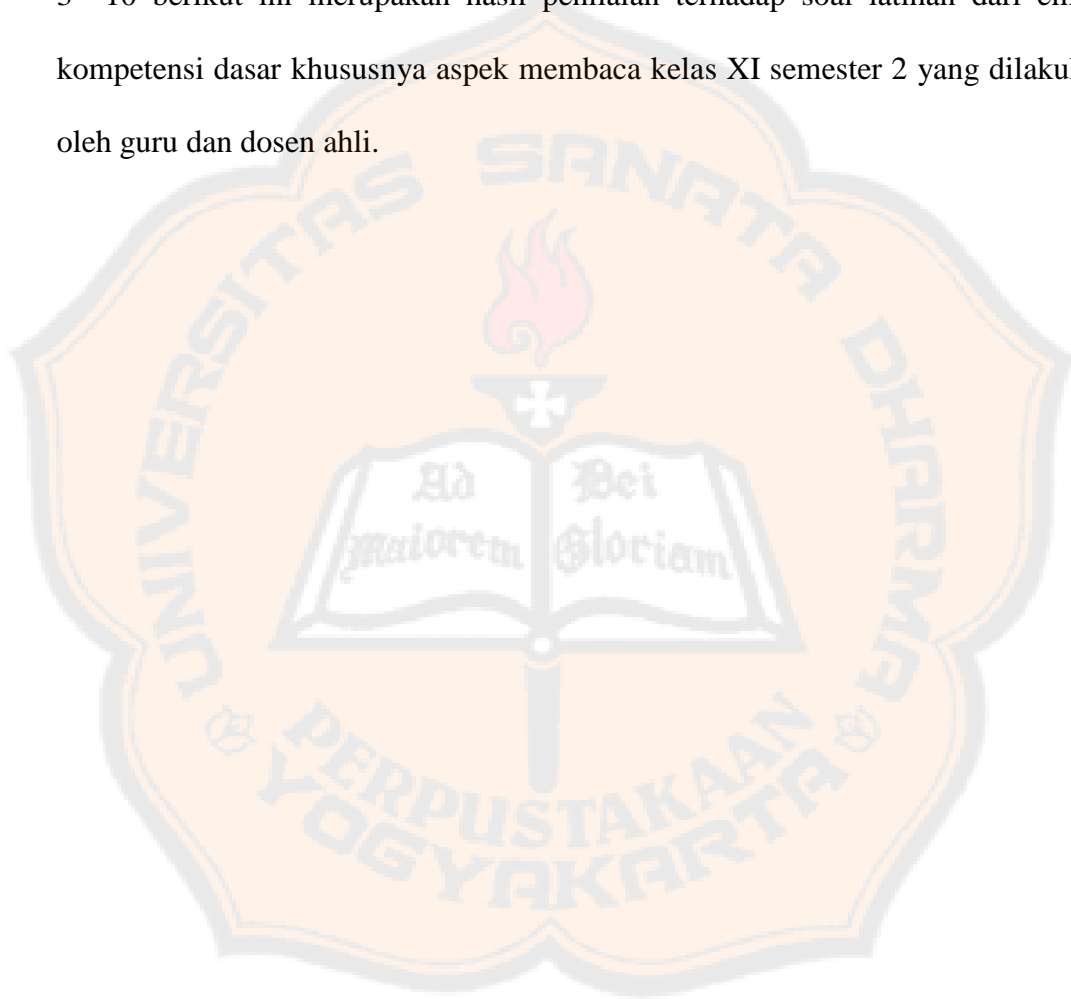 berikut ini merupakan hasil penilaian terhadap soal latihan dari
kompetensi dasar khususnya aspek membaca kelas XI semester 2 yang
oleh guru dan dosen ahli.
UNIVERSITAS SANATA DHARMA
Ad Dei
maiorem Gloriam
PERPUSTAKAAN
YOGYAKARTA